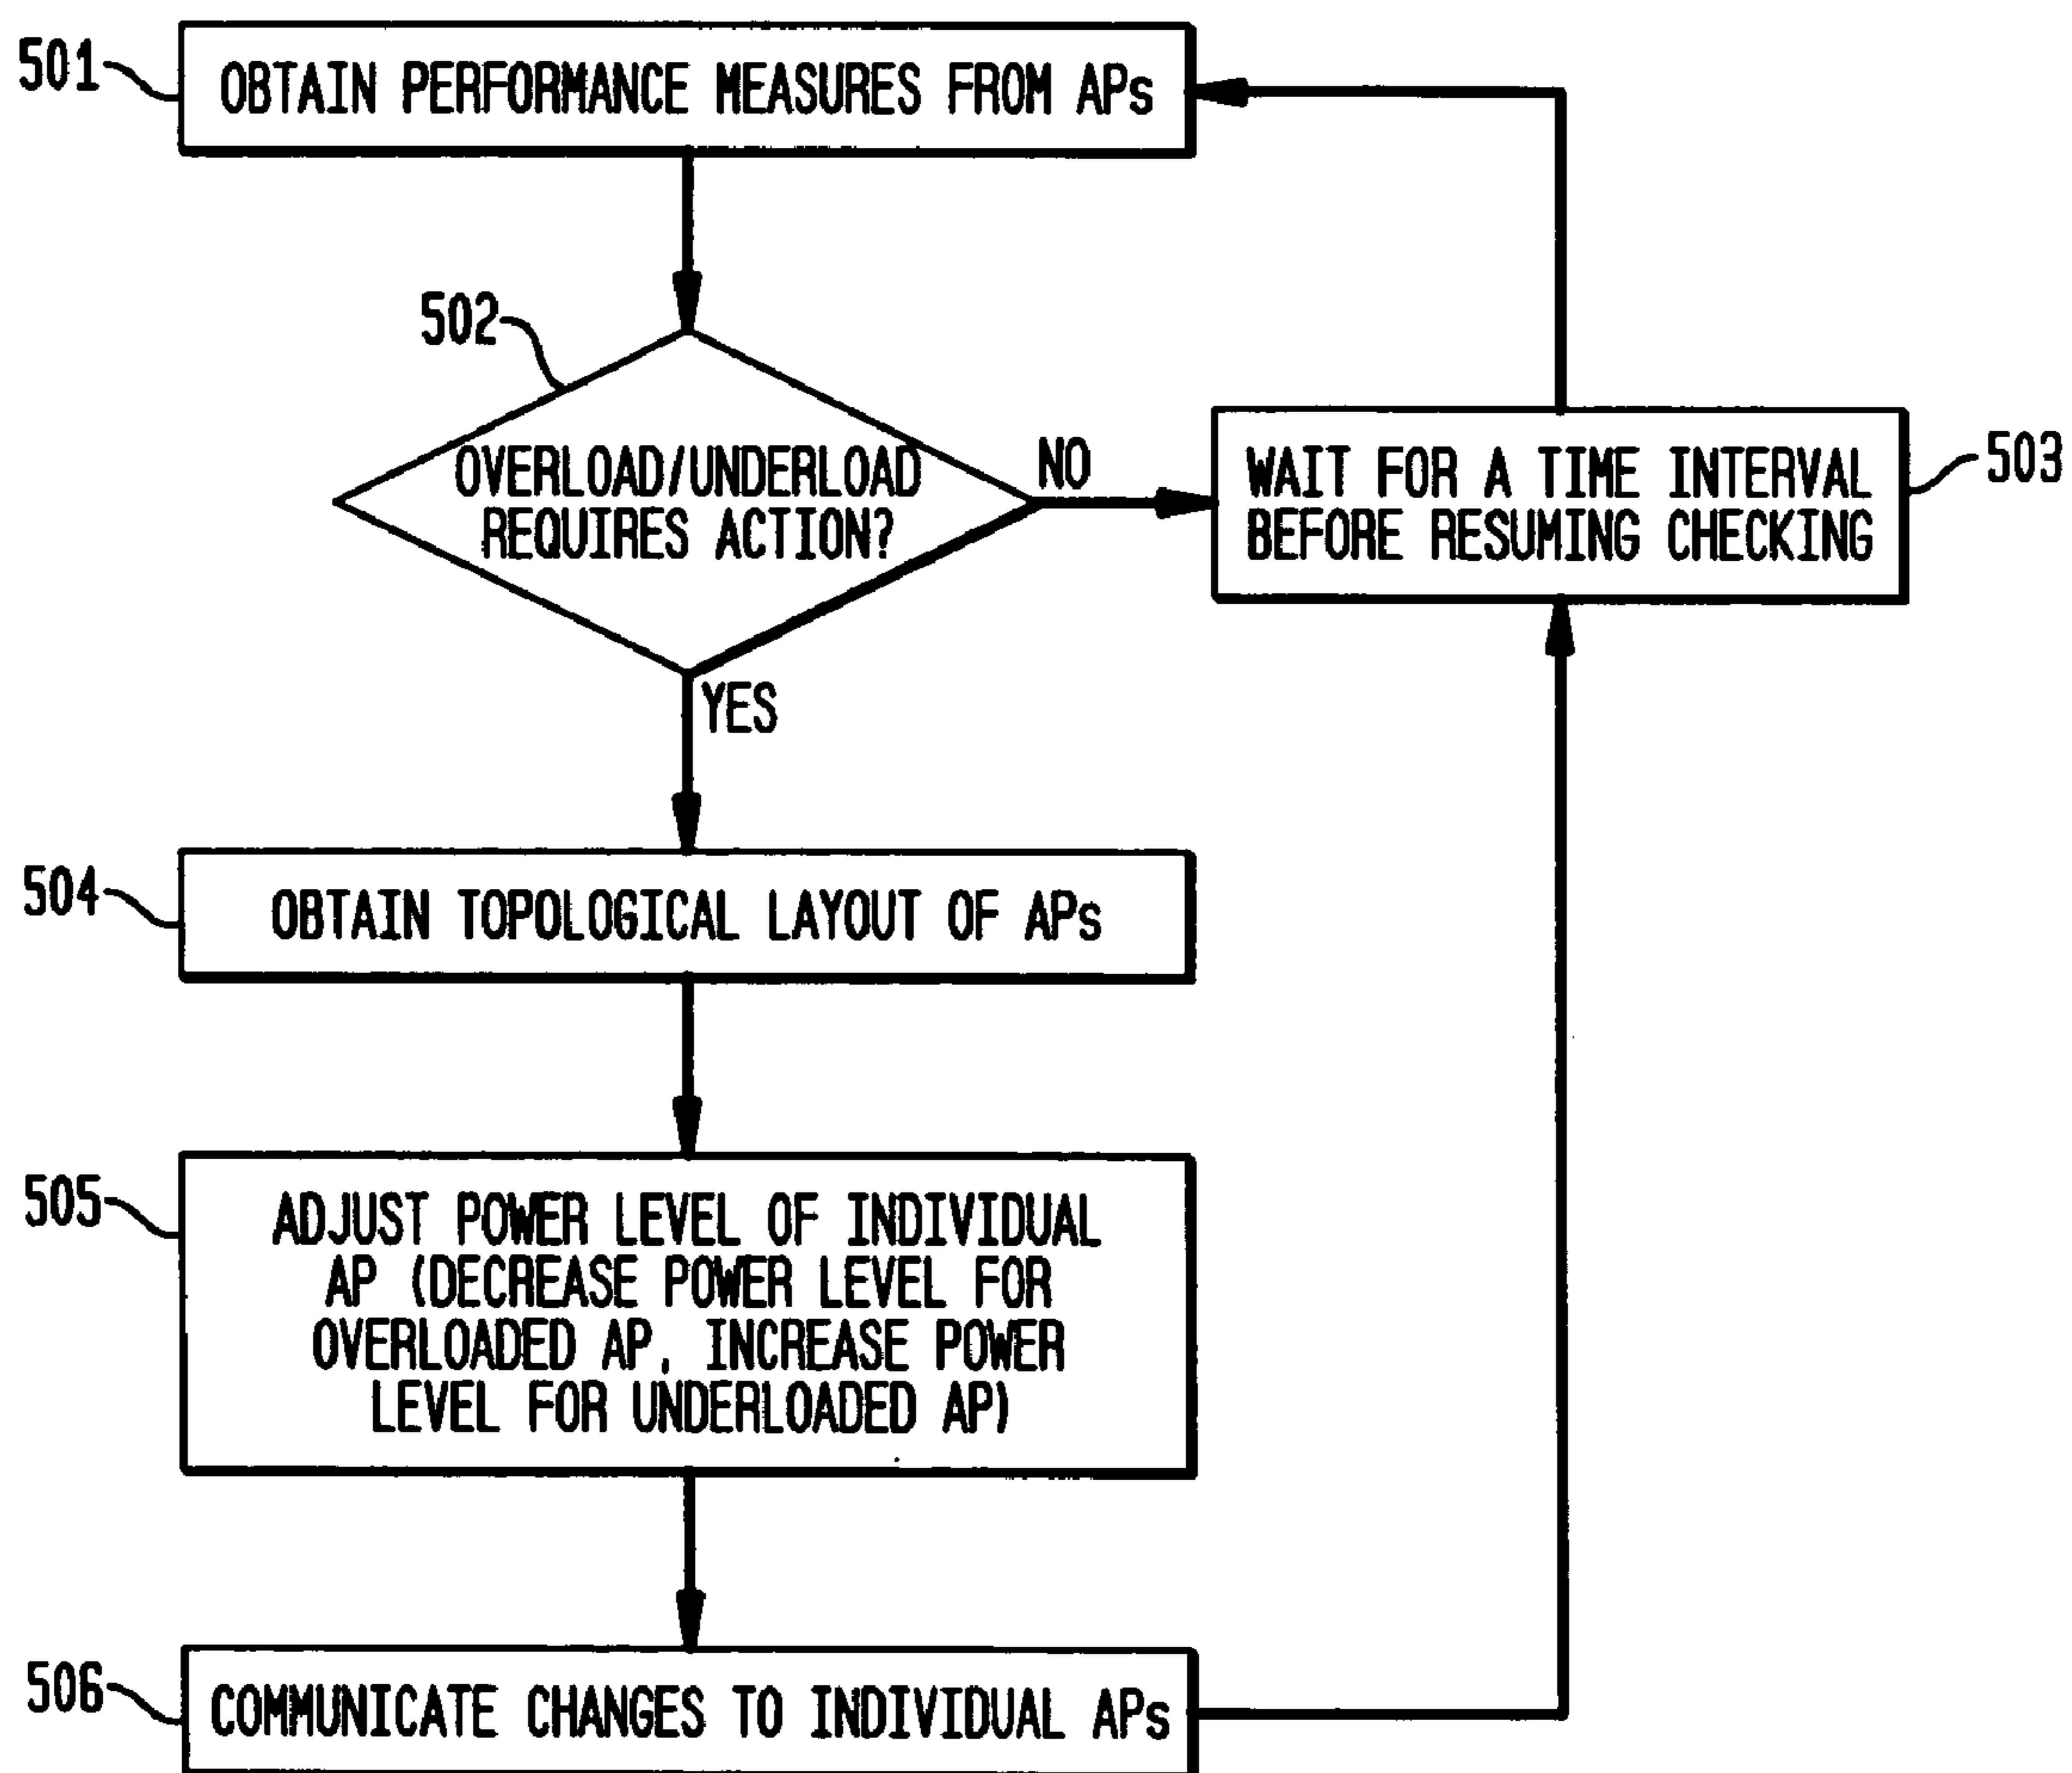 501
OBTAIN PERFORMANCE MEASURES FROM APs
502
OVERLOAD/UNDERLOAD
REQUIRES ACTION?
NO
WAIT FOR A TIME INTERVAL
BEFORE RESUMING CHECKING
503
YES
504
OBTAIN TOPOLOGICAL LAYOUT OF APs
505
ADJUST POWER LEVEL OF INDIVIDUAL
AP (DECREASE POWER LEVEL FOR
OVERLOADED AP, INCREASE POWER
LEVEL FOR UNDERLOADED AP)
506
COMMUNICATE CHANGES TO INDIVIDUAL APs